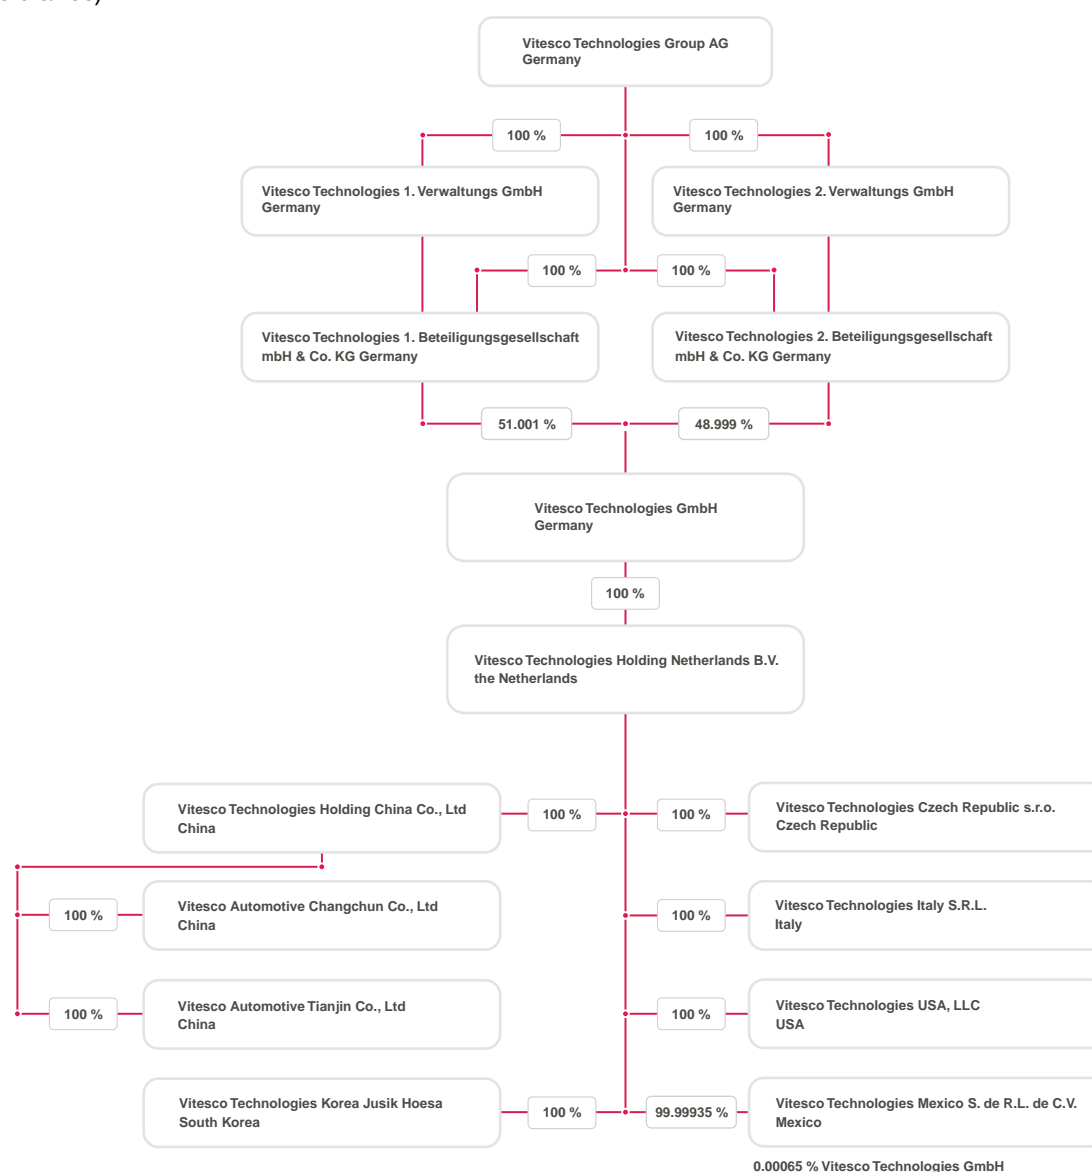 Vitesco Technologies Group AG
Germany
100 %
100 %
Vitesco Technologies 1. Verwaltungs GmbH
Germany
Vitesco Technologies 2. Verwaltungs GmbH
Germany
100 %
100 %
Vitesco Technologies 1. Beteiligungsgesellschaft
mbH & Co. KG Germany
Vitesco Technologies 2. Beteiligungsgesellschaft
mbH & Co. KG Germany
51.001 %
48.999 %
Vitesco Technologies GmbH
Germany
100 %
Vitesco Technologies Holding Netherlands B.V.
the Netherlands
Vitesco Technologies Holding China Co., Ltd
China
100 %
100 %
Vitesco Technologies Czech Republic s.r.o.
Czech Republic
100 %
Vitesco Automotive Changchun Co., Ltd
China
100 %
Vitesco Technologies Italy S.R.L.
Italy
100 %
Vitesco Automotive Tianjin Co., Ltd
China
100 %
Vitesco Technologies USA, LLC
USA
Vitesco Technologies Korea Jusik Hoesa
South Korea
100 %
99.99935 %
Vitesco Technologies Mexico S. de R.L. de C.V.
Mexico
0.00065 % Vitesco Technologies GmbH